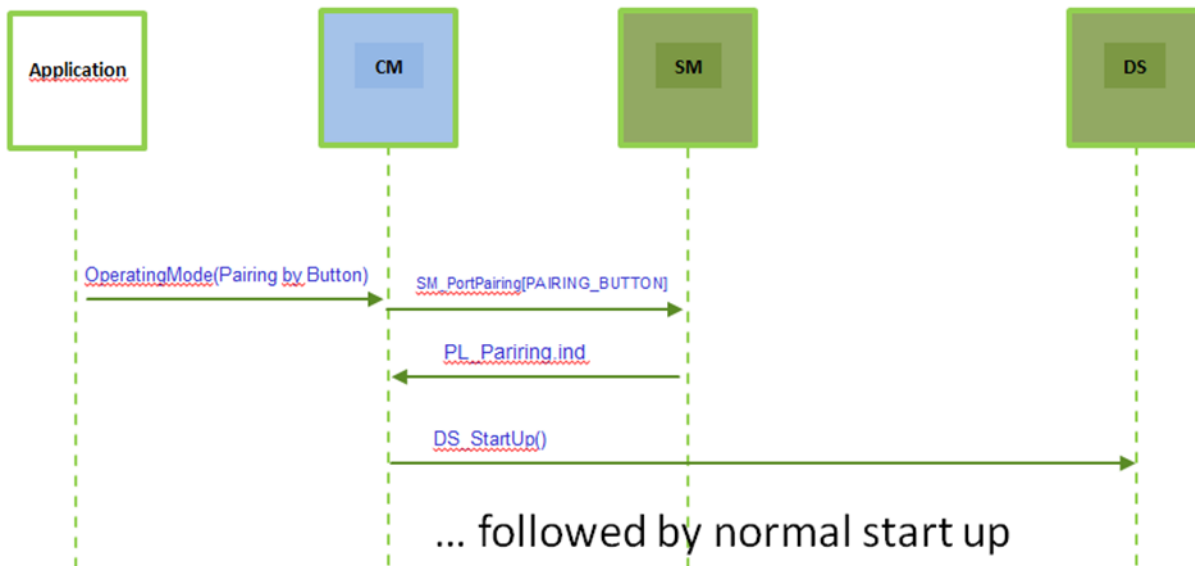 Application
CM
SM
DS
OperatingMode(Pairing by Button)
SM_PortPairing[PAIRING_BUTTON]
PL_Pariring.ind
DS_StartUp()
... followed by normal start up